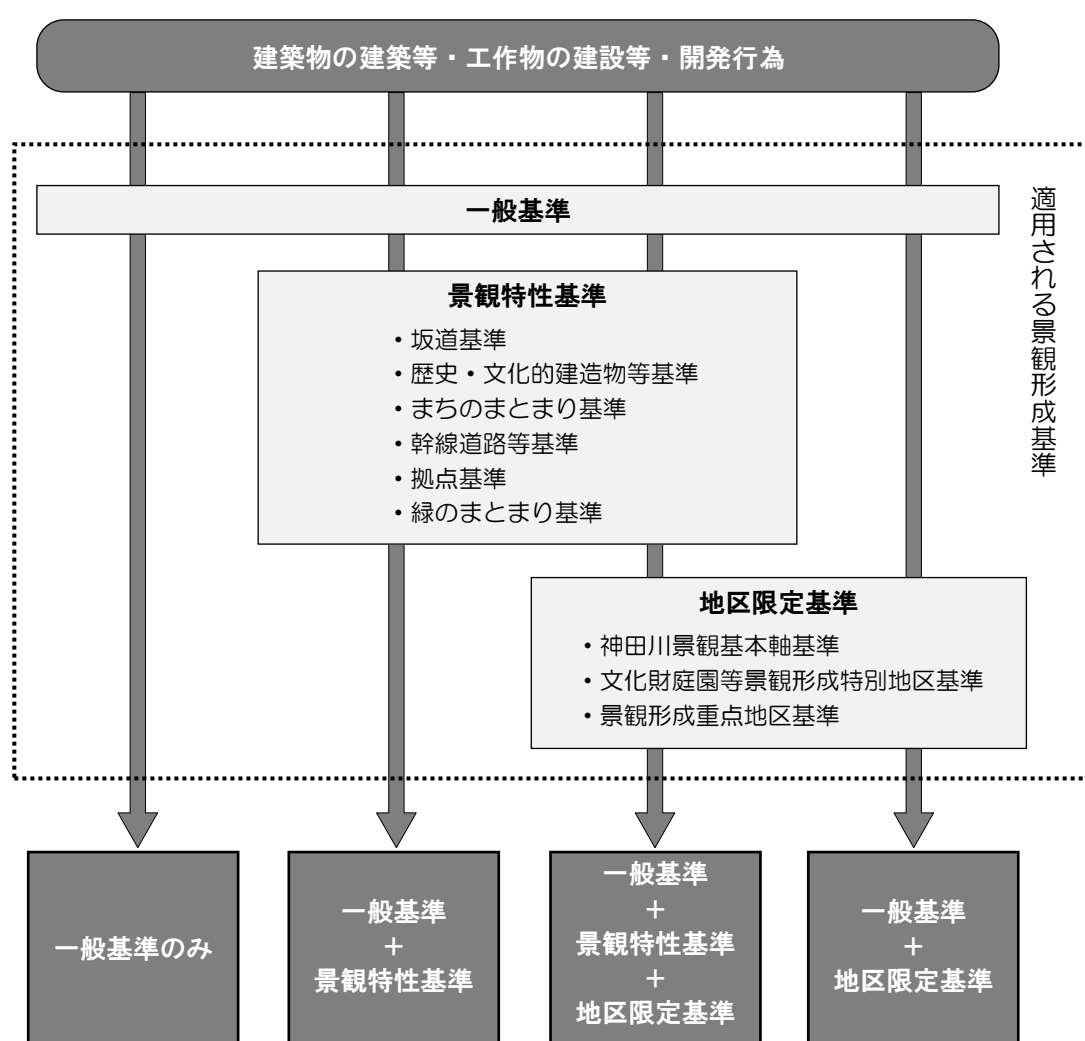 建築物の建築等・工作物の建設等・開発行為
適用される景観形成基準
一般基準
景観特性基準
・坂道基準
・歴史・文化的建造物等基準
・まちのまとまり基準
・幹線道路等基準
・拠点基準
・緑のまとまり基準
地区限定基準
・神田川景観基本軸基準
・文化財庭園等景観形成特別地区基準
・景観形成重点地区基準
一般基準のみ
一般基準
＋
景観特性基準
一般基準
＋
景観特性基準
＋
地区限定基準
一般基準
＋
地区限定基準